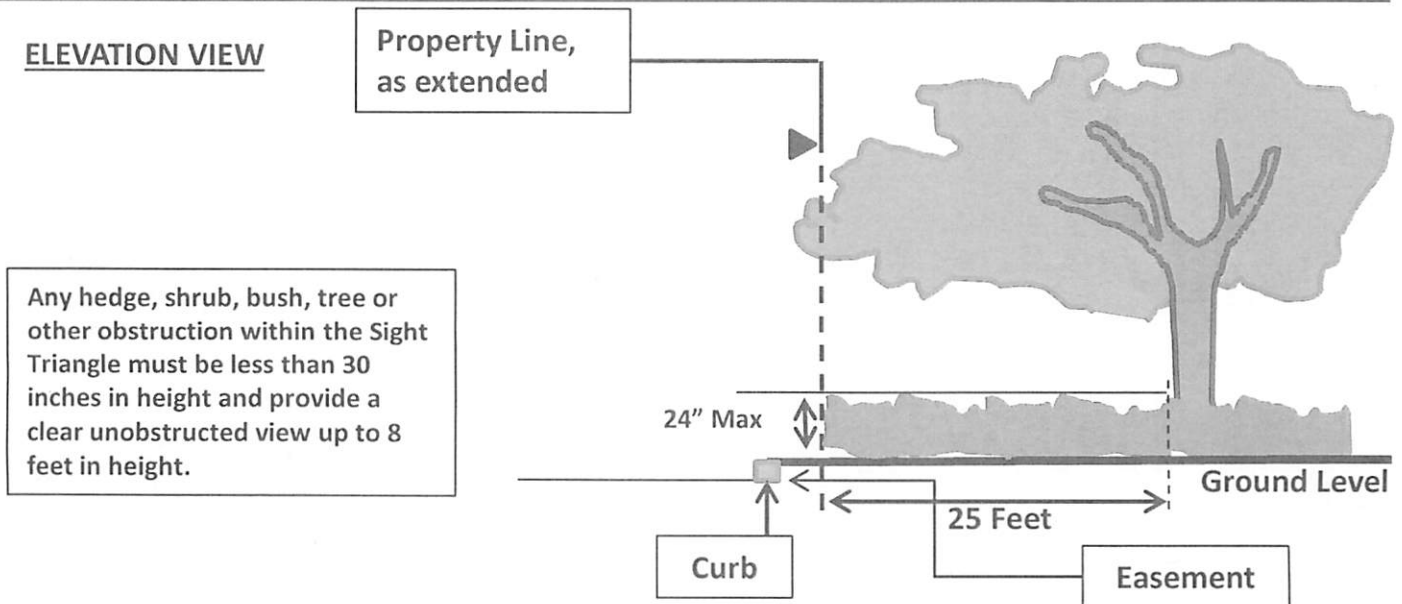 ELEVATION VIEW
Property Line,
as extended
Any hedge, shrub, bush, tree or
other obstruction within the Sight
Triangle must be less than 30
inches in height and provide a
clear unobstructed view up to 8
feet in height.
24” Max
Ground Level
25 Feet
Curb
Easement